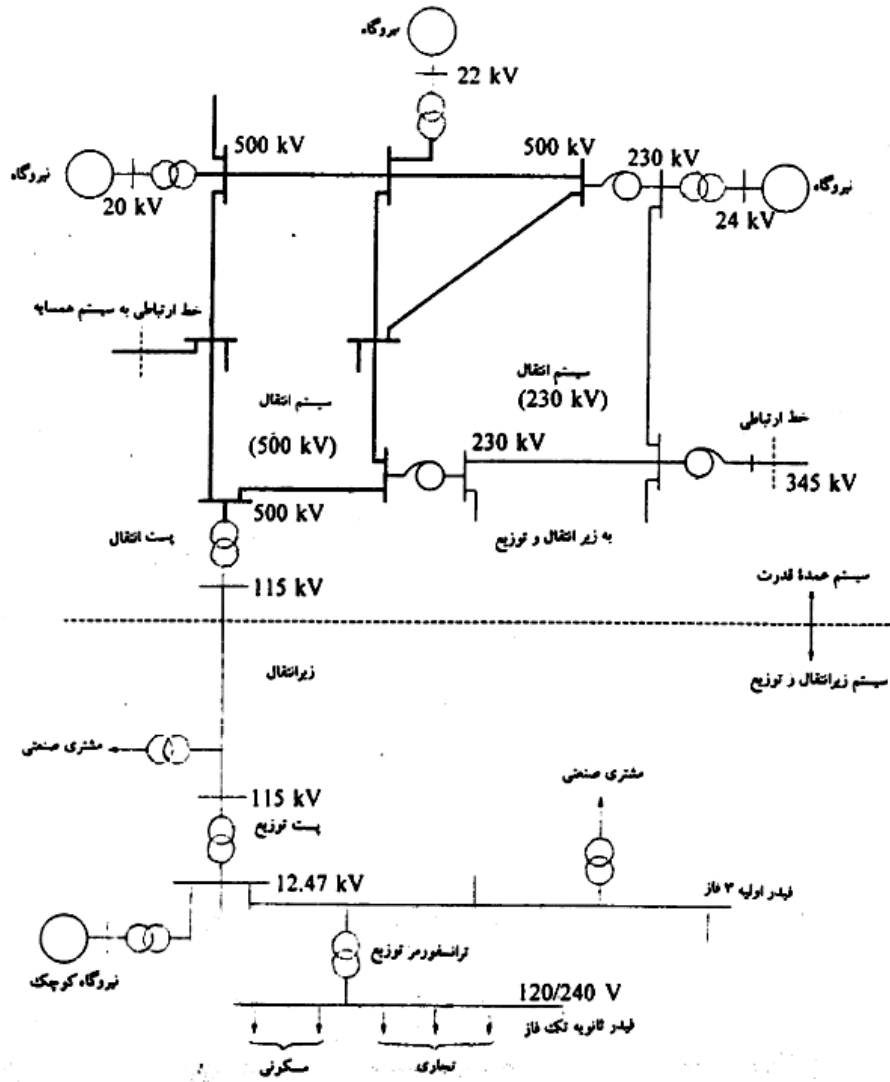 نیروگاه
22 kV
500 kV
500 kV
230 kV
نیروگاه
20 kV
24 kV
نیروگاه
خط ارتباطی به سیستم همسایه
سیستم انتقال
(500 kV)
سیستم انتقال
(230 kV)
خط ارتباطی
230 kV
345 kV
500 kV
پست انتقال
به زیر انتقال و توزیع
115 kV
سیستم عمدهٔ قدرت
زیرانتقال
سیستم زیرانتقال و توزیع
مشتری صنعتی
مشتری صنعتی
115 kV
پست توزیع
12.47 kV
فیدر اولیه ۳ فاز
ترانسفورمر توزیع
نیروگاه کوچک
120/240 V
فیدر ثانویه تک فاز
مسکونی
تجاری